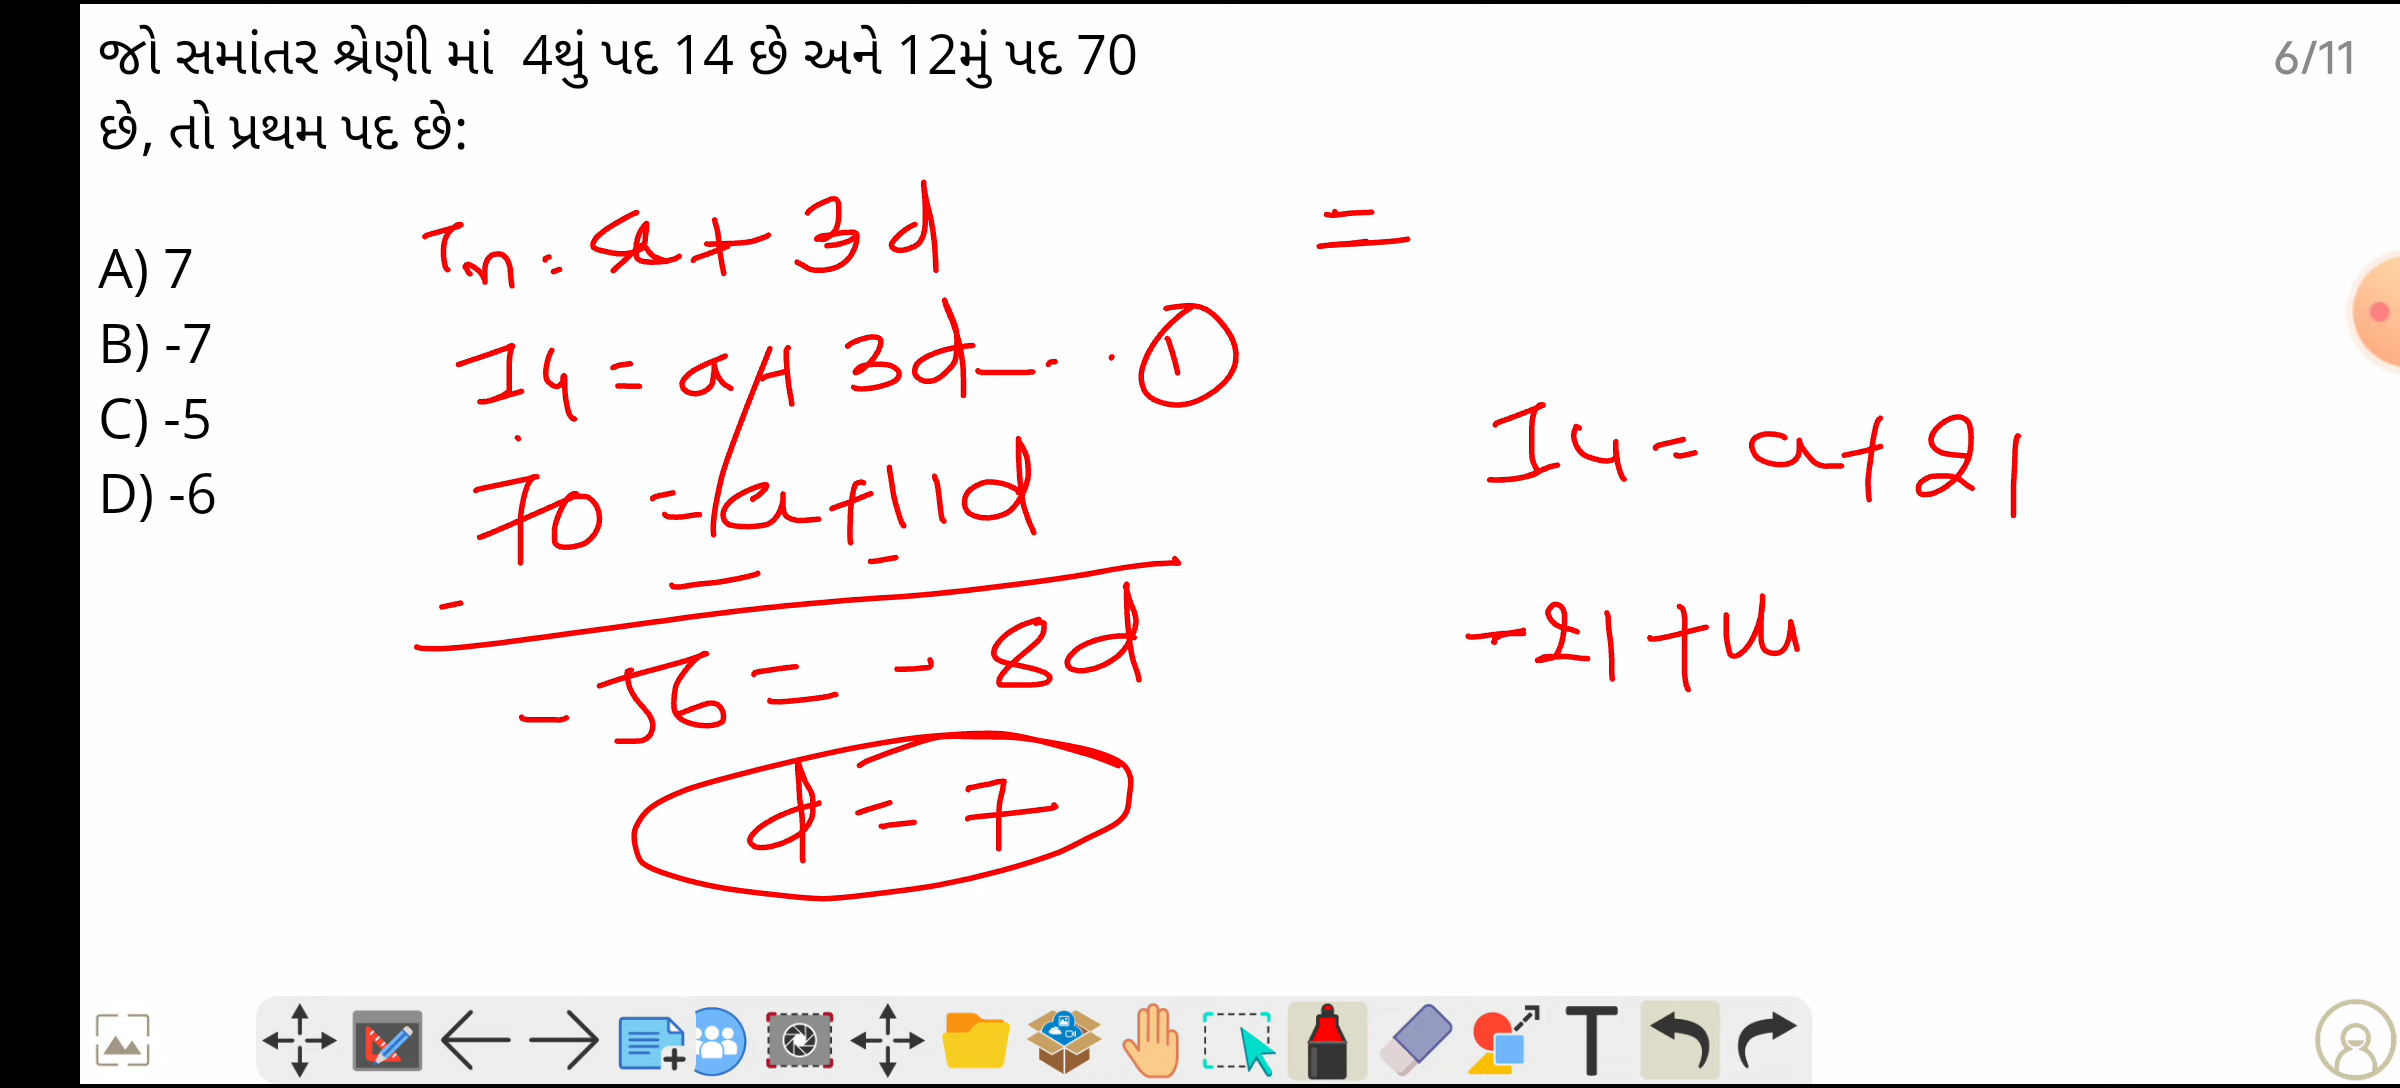 જો સમાંતર શ્રેણી માં 4થું પદ 14 છે અને 12મું પદ 70
છે, તો પ્રથમ પદ છે:
6/11
A) 7
B) -7
C) -5
D) -6
Tn = a + 3d
=
14 = a + 3d - - - ①
70 = a + 11d
- - -
-56 = - 8d
d = 7
14 = a + 21
-21 + 14
T